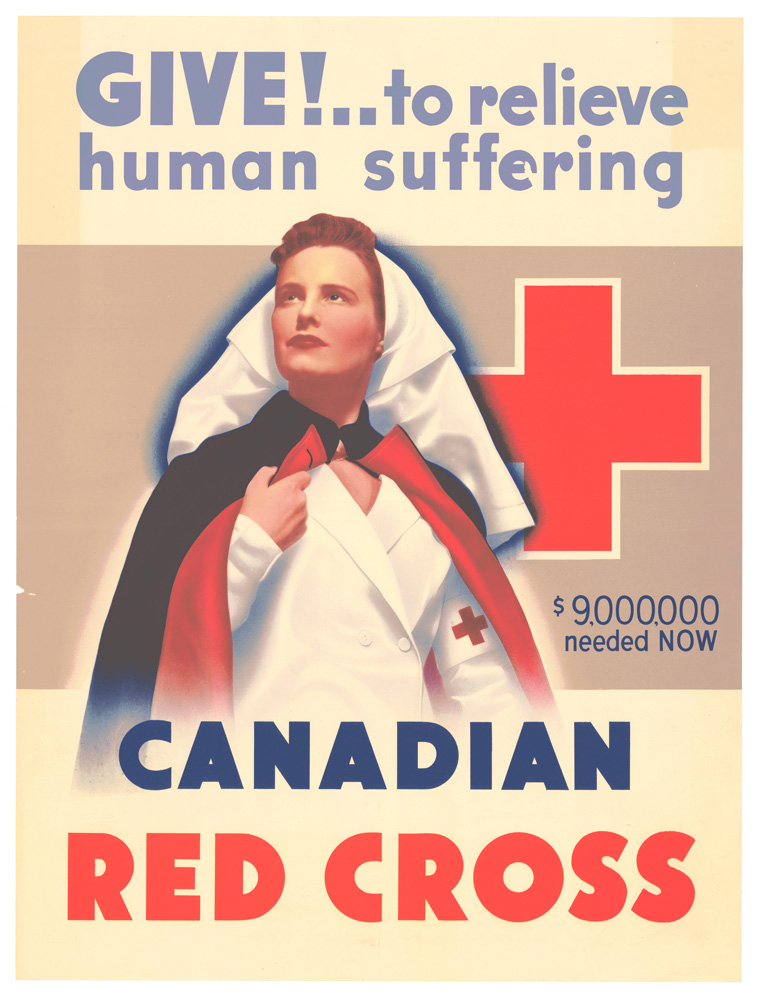 GIVE!..to relieve
human suffering
$9,000,000
needed NOW
CANADIAN
RED CROSS